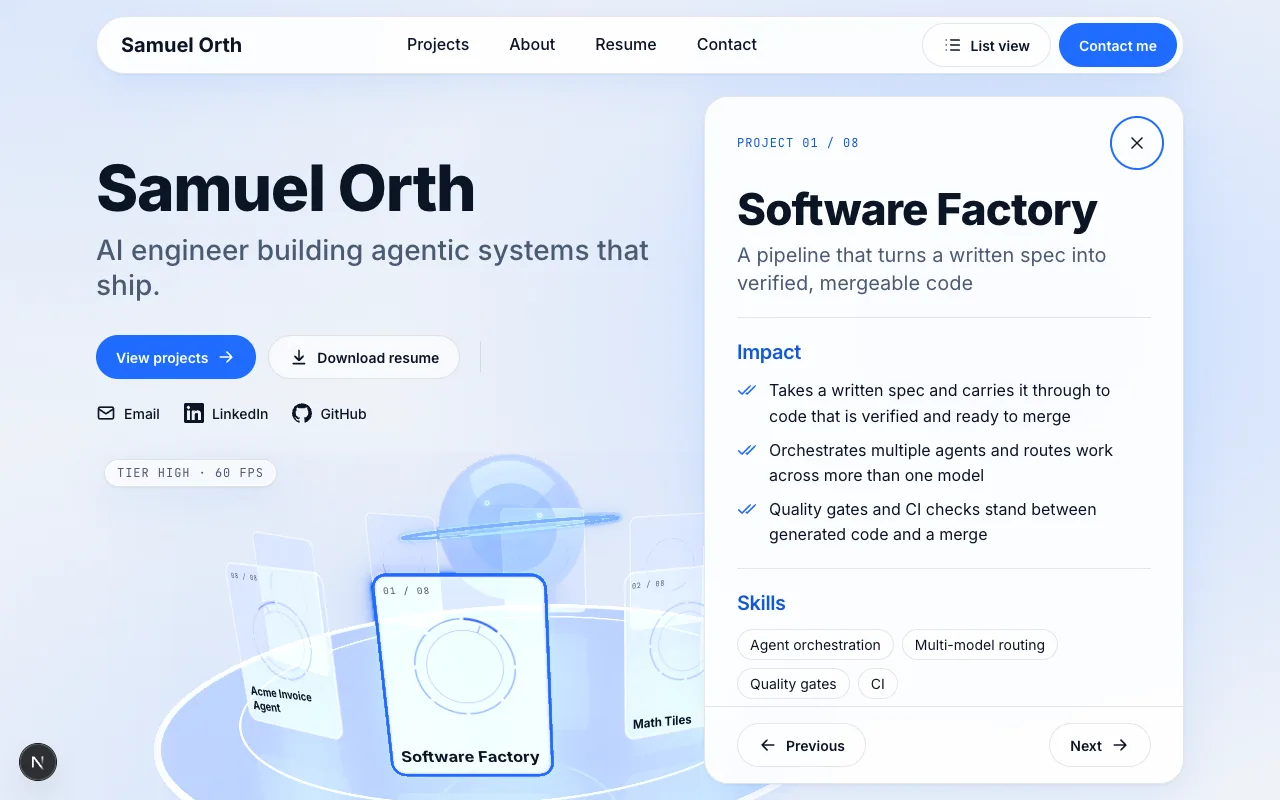 Samuel Orth
Projects
About
Resume
Contact
List view
Contact me
Samuel Orth
AI engineer building agentic systems that
ship.
View projects
Download resume
Email
LinkedIn
GitHub
TIER HIGH · 60 FPS
08 / 08
Acme Invoice
Agent
01 / 08
Software Factory
02 / 08
Math Tiles
PROJECT 01 / 08
Software Factory
A pipeline that turns a written spec into
verified, mergeable code
Impact
Takes a written spec and carries it through to
code that is verified and ready to merge
Orchestrates multiple agents and routes work
across more than one model
Quality gates and CI checks stand between
generated code and a merge
Skills
Agent orchestration
Multi-model routing
Quality gates
CI
Previous
Next